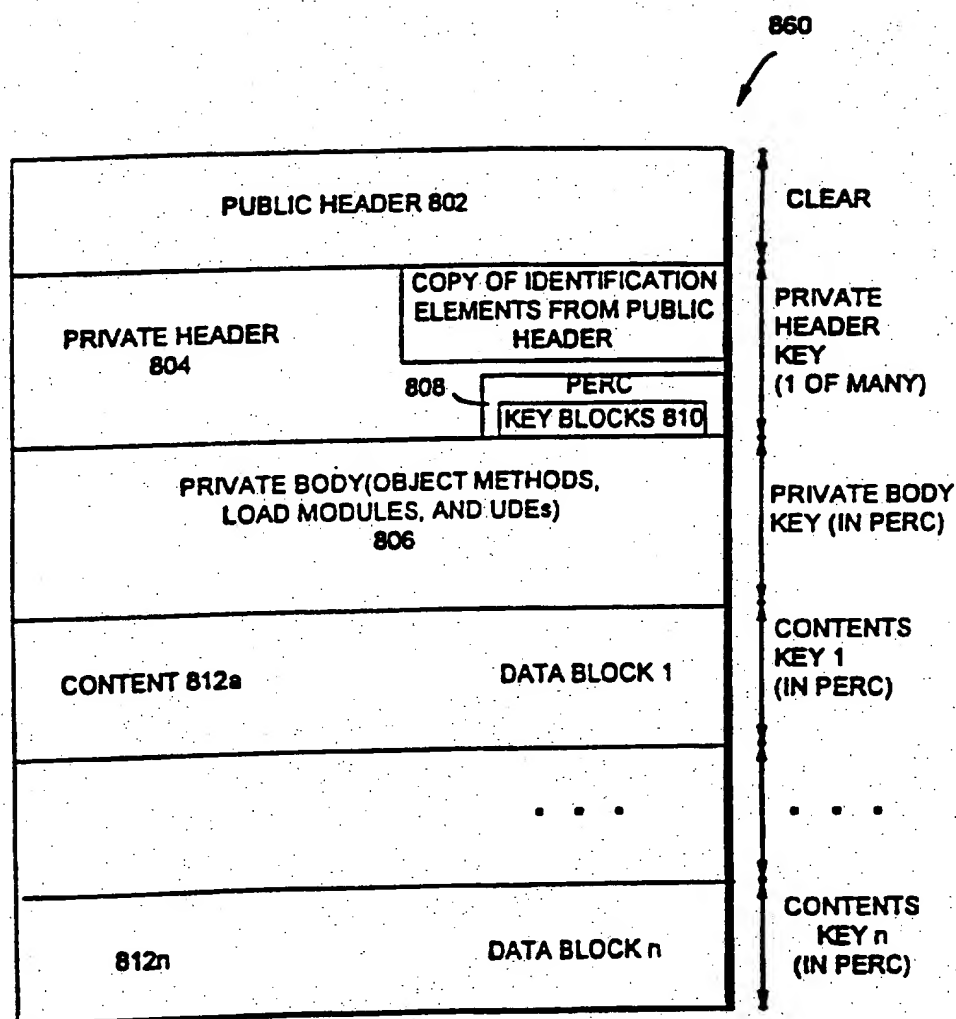 860
PUBLIC HEADER 802
CLEAR
COPY OF IDENTIFICATION
ELEMENTS FROM PUBLIC
HEADER
PRIVATE HEADER
804
PRIVATE
HEADER
KEY
(1 OF MANY)
808
PERC
KEY BLOCKS 810
PRIVATE BODY(OBJECT METHODS,
LOAD MODULES, AND UDEs)
806
PRIVATE BODY
KEY (IN PERC)
CONTENT 812a
DATA BLOCK 1
CONTENTS
KEY 1
(IN PERC)
• • •
• • •
812n
DATA BLOCK n
CONTENTS
KEY n
(IN PERC)